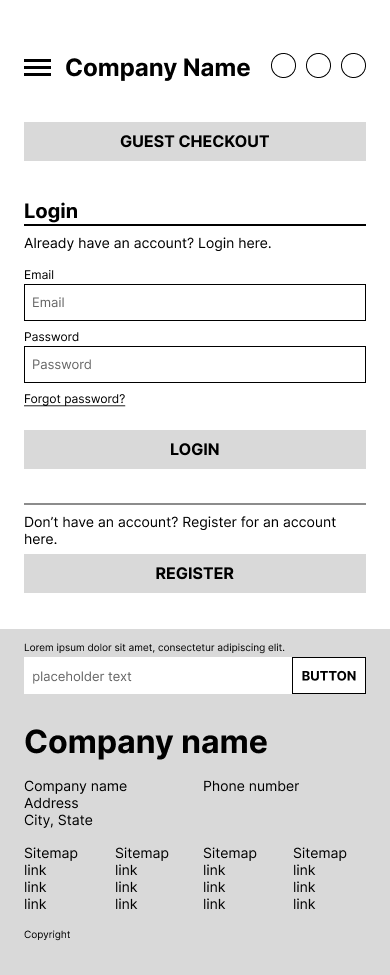 Company Name
GUEST CHECKOUT
Login
Already have an account? Login here.
Email
Email
Password
Password
Forgot password?
LOGIN
Don’t have an account? Register for an account
here.
REGISTER
Lorem ipsum dolor sit amet, consectetur adipiscing elit.
placeholder text BUTTON
Company name
Company name Phone number
Address
City, State
Sitemap Sitemap Sitemap Sitemap
link link link link
link link link link
link link link link
Copyright